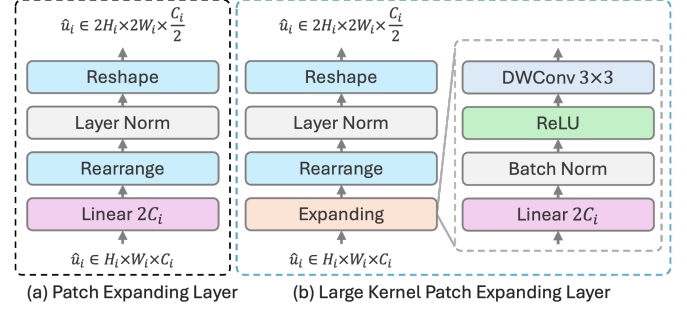 û_i ∈ 2H_i×2W_i×C_i/2
Reshape
Layer Norm
Rearrange
Linear 2C_i
û_i ∈ H_i×W_i×C_i
(a) Patch Expanding Layer
û_i ∈ 2H_i×2W_i×C_i/2
Reshape
Layer Norm
Rearrange
Expanding
û_i ∈ H_i×W_i×C_i
DWConv 3×3
ReLU
Batch Norm
Linear 2C_i
(b) Large Kernel Patch Expanding Layer